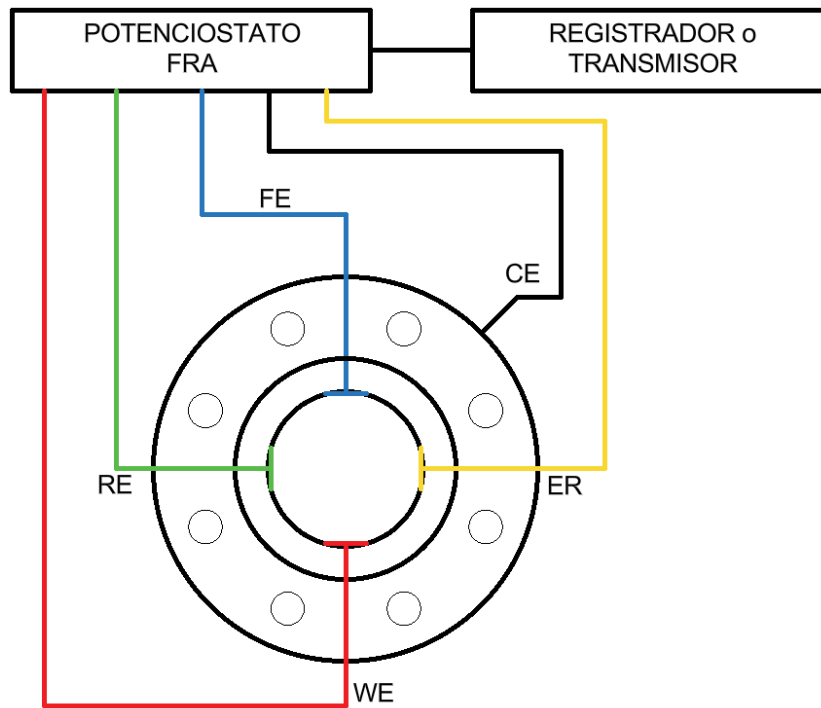 POTENCIOSTATO
FRA
REGISTRADOR o
TRANSMISOR
FE
CE
RE
ER
WE